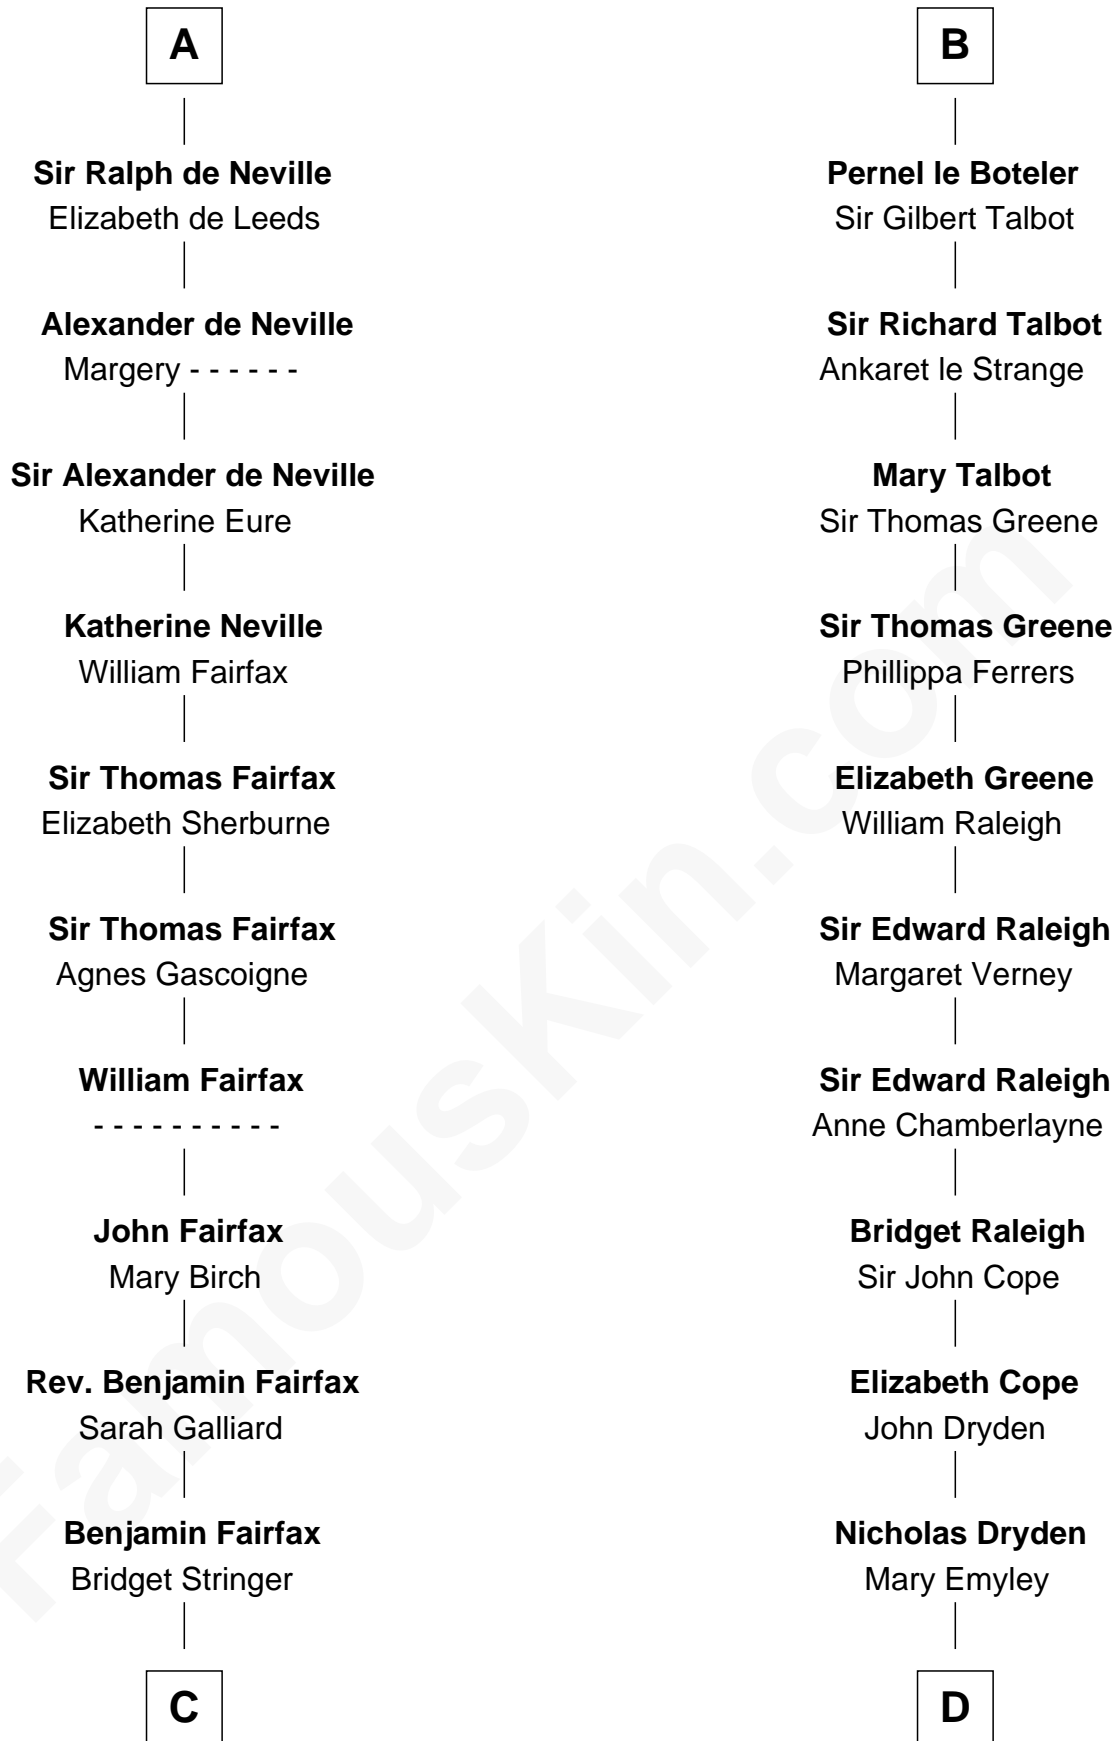 A
Sir Ralph de Neville
Elizabeth de Leeds
Alexander de Neville
Margery - - - - - -
Sir Alexander de Neville
Katherine Eure
Katherine Neville
William Fairfax
Sir Thomas Fairfax
Elizabeth Sherburne
Sir Thomas Fairfax
Agnes Gascoigne
William Fairfax
- - - - - - - - - -
John Fairfax
Mary Birch
Rev. Benjamin Fairfax
Sarah Galliard
Benjamin Fairfax
Bridget Stringer
C
B
Pernel le Boteler
Sir Gilbert Talbot
Sir Richard Talbot
Ankaret le Strange
Mary Talbot
Sir Thomas Greene
Sir Thomas Greene
Phillippa Ferrers
Elizabeth Greene
William Raleigh
Sir Edward Raleigh
Margaret Verney
Sir Edward Raleigh
Anne Chamberlayne
Bridget Raleigh
Sir John Cope
Elizabeth Cope
John Dryden
Nicholas Dryden
Mary Emyley
D
FamousKin.com